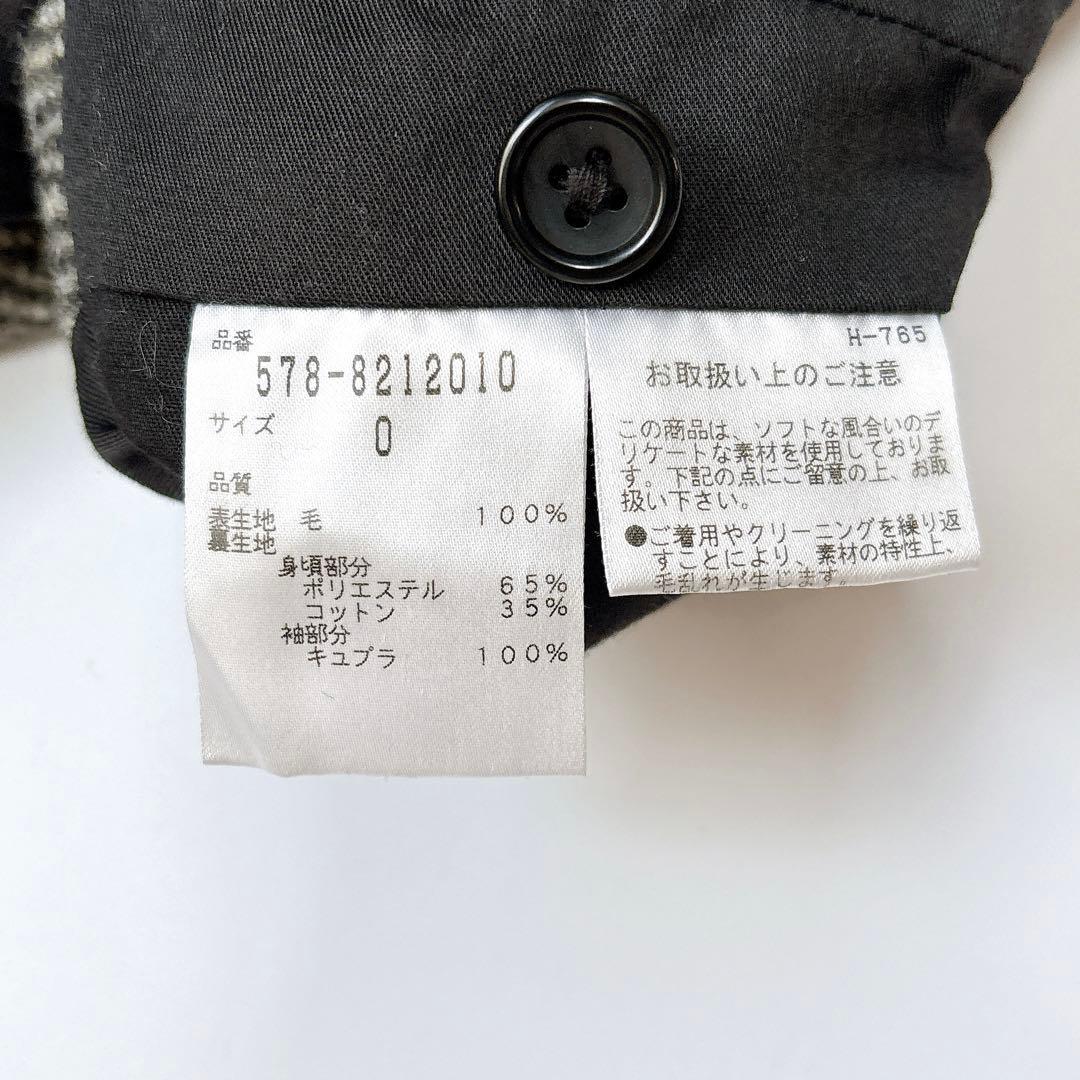 品番
578-8212010
サイズ
0
品質
表生地 毛 100%
裏生地
身頃部分
ポリエステル 65%
コットン 35%
袖部分
キュプラ 100%
H-765
お取扱い上のご注意
この商品は、ソフトな風合いのデ
リケートな素材を使用しておりま
す。下記の点にご留意の上、お取
扱い下さい。
●ご着用やクリーニングを繰り返
すことにより、素材の特性上、
毛乱れが生じます。